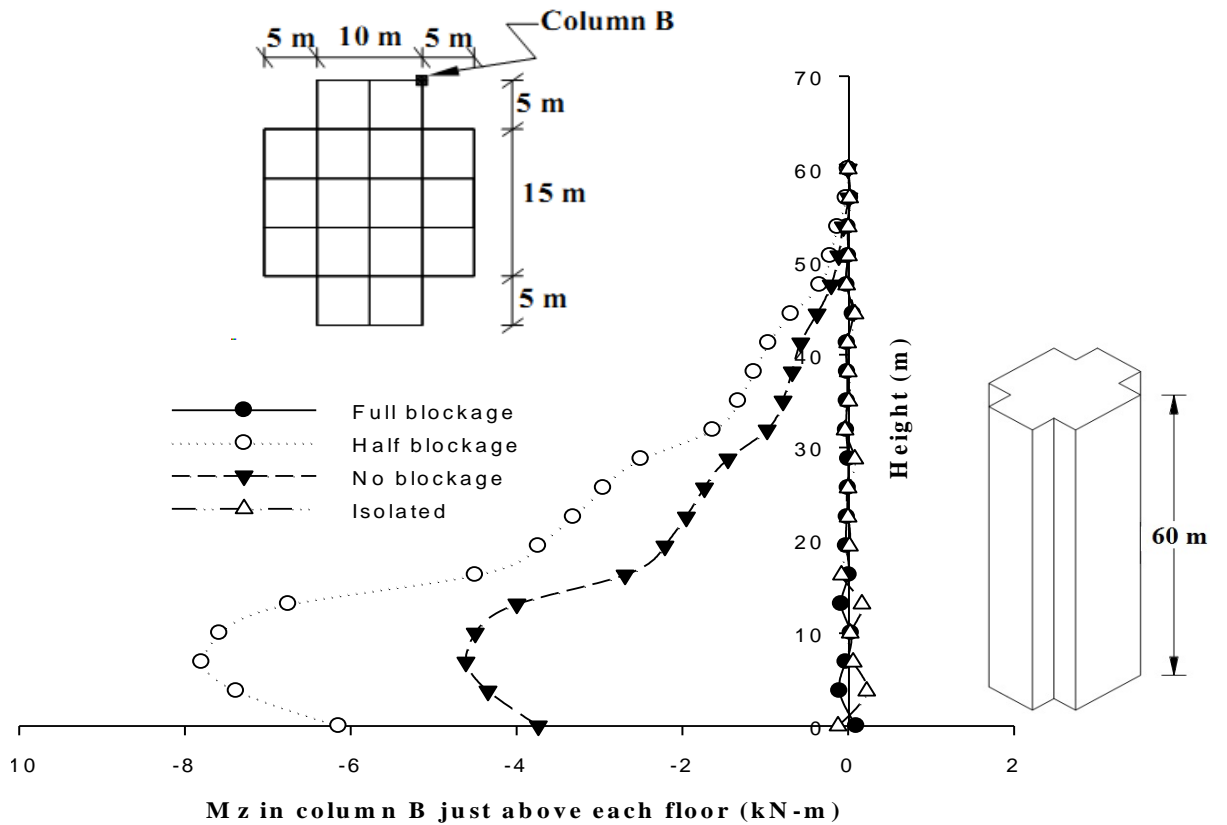 Column B
5 m 10 m 5 m
5 m
15 m
5 m
70
60
50
40
30
20
10
0
Height (m)
Full blockage
Half blockage
No blockage
Isolated
60 m
10 -8 -6 -4 -2 0 2
Mz in column B just above each floor (kN-m)